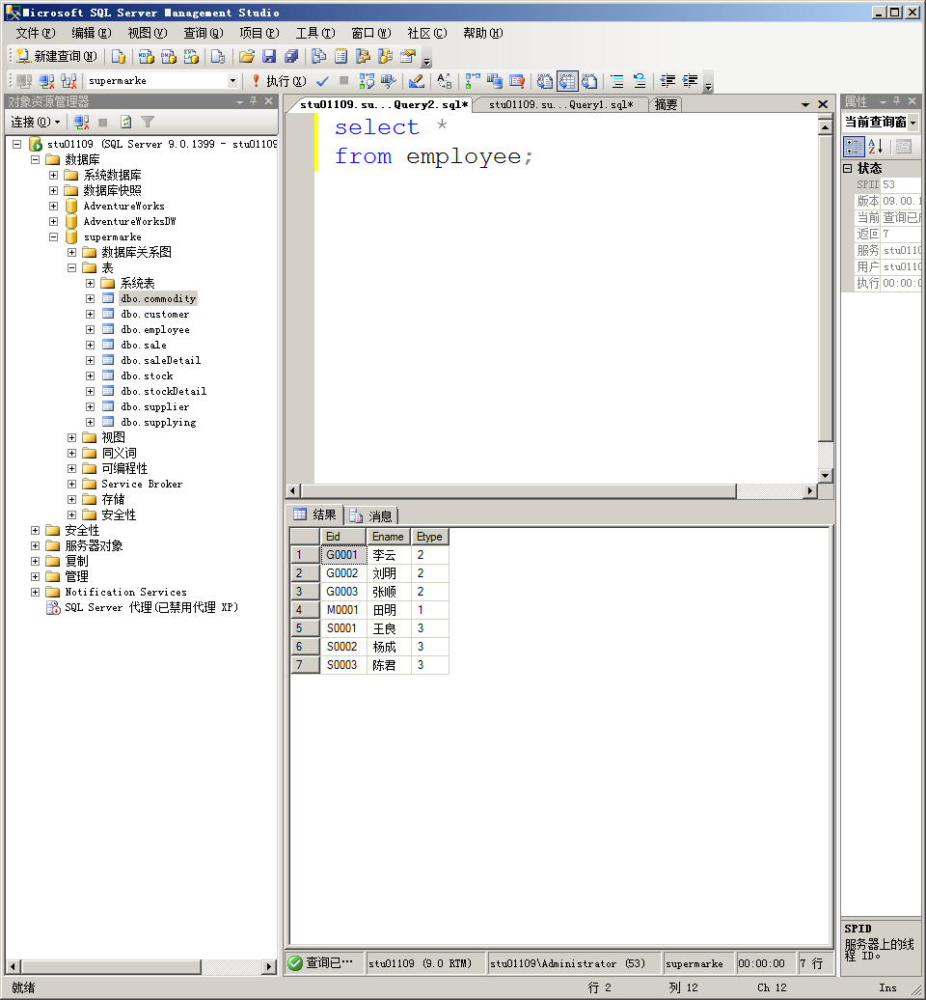 Microsoft SQL Server Management Studio
文件(F) 编辑(E) 视图(V) 查询(Q) 项目(P) 工具(T) 窗口(W) 社区(C) 帮助(H)
新建查询(N)
supermarke 执行(X)
对象资源管理器
连接(O)
stu01109 (SQL Server 9.0.1399 - stu01109
数据库
系统数据库
数据库快照
AdventureWorks
AdventureWorksDW
supermarke
数据库关系图
表
系统表
dbo.commodity
dbo.customer
dbo.employee
dbo.sale
dbo.saleDetail
dbo.stock
dbo.stockDetail
dbo.supplier
dbo.supplying
视图
同义词
可编程性
Service Broker
存储
安全性
安全性
服务器对象
复制
管理
Notification Services
SQL Server 代理(已禁用代理 XP)
stu01109.su...Query2.sql* stu01109.su...Query1.sql* 摘要
select *
from employee;
结果 消息
Eid Ename Etype
1 G0001 李云 2
2 G0002 刘明 2
3 G0003 张顺 2
4 M0001 田明 1
5 S0001 王良 3
6 S0002 杨成 3
7 S0003 陈君 3
查询已... stu01109 (9.0 RTM) stu01109\Administrator (53) supermarke 00:00:00 7 行
属性
当前查询窗
状态
SPID 53
版本 09.00.1
当前 查询已
返回 7
服务 stu0110
用户 stu0110
执行 00:00:0
SPID
服务器上的线
程 ID。
就绪 行 2 列 12 Ch 12 Ins